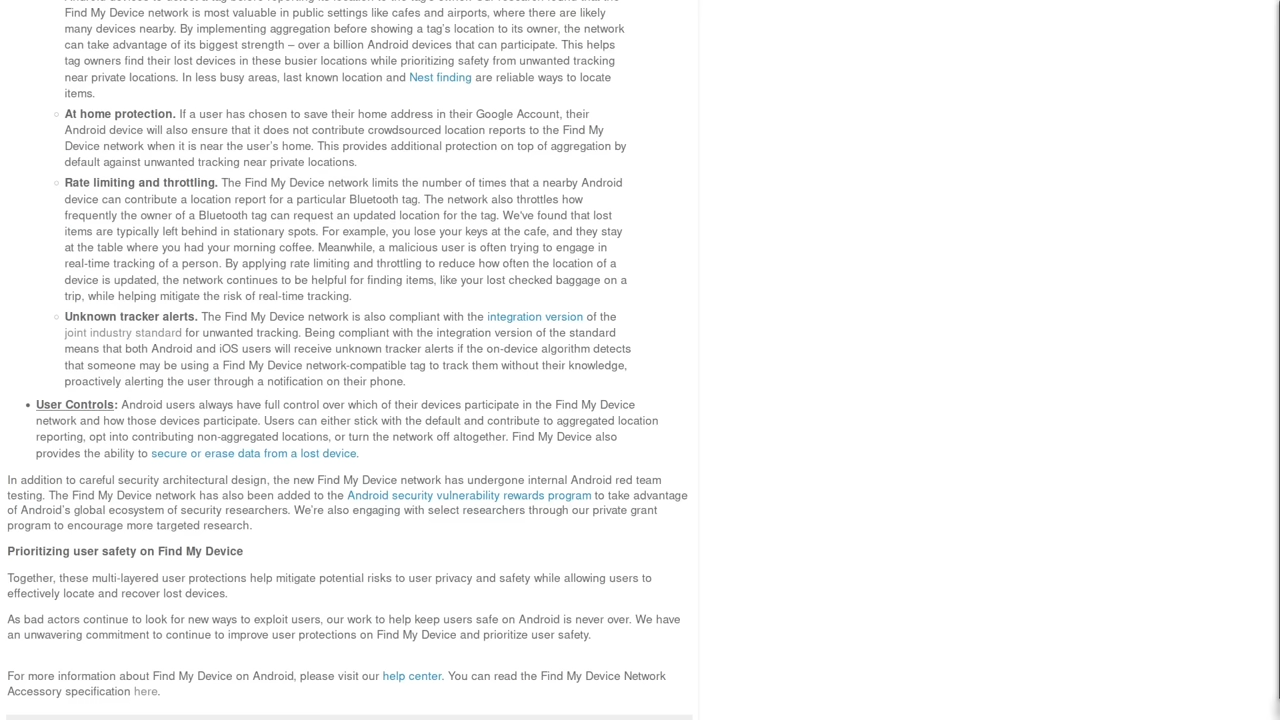 Find My Device network is most valuable in public settings like cafes and airports, where there are likely
many devices nearby. By implementing aggregation before showing a tag's location to its owner, the network
can take advantage of its biggest strength – over a billion Android devices that can participate. This helps
tag owners find their lost devices in these busier locations while prioritizing safety from unwanted tracking
near private locations. In less busy areas, last known location and Nest finding are reliable ways to locate
items.
At home protection. If a user has chosen to save their home address in their Google Account, their
Android device will also ensure that it does not contribute crowdsourced location reports to the Find My
Device network when it is near the user's home. This provides additional protection on top of aggregation by
default against unwanted tracking near private locations.
Rate limiting and throttling. The Find My Device network limits the number of times that a nearby Android
device can contribute a location report for a particular Bluetooth tag. The network also throttles how
frequently the owner of a Bluetooth tag can request an updated location for the tag. We've found that lost
items are typically left behind in stationary spots. For example, you lose your keys at the cafe, and they stay
at the table where you had your morning coffee. Meanwhile, a malicious user is often trying to engage in
real-time tracking of a person. By applying rate limiting and throttling to reduce how often the location of a
device is updated, the network continues to be helpful for finding items, like your lost checked baggage on a
trip, while helping mitigate the risk of real-time tracking.
Unknown tracker alerts. The Find My Device network is also compliant with the integration version of the
joint industry standard for unwanted tracking. Being compliant with the integration version of the standard
means that both Android and iOS users will receive unknown tracker alerts if the on-device algorithm detects
that someone may be using a Find My Device network-compatible tag to track them without their knowledge,
proactively alerting the user through a notification on their phone.
• User Controls: Android users always have full control over which of their devices participate in the Find My Device
network and how those devices participate. Users can either stick with the default and contribute to aggregated location
reporting, opt into contributing non-aggregated locations, or turn the network off altogether. Find My Device also
provides the ability to secure or erase data from a lost device.
In addition to careful security architectural design, the new Find My Device network has undergone internal Android red team
testing. The Find My Device network has also been added to the Android security vulnerability rewards program to take advantage
of Android's global ecosystem of security researchers. We're also engaging with select researchers through our private grant
program to encourage more targeted research.
Prioritizing user safety on Find My Device
Together, these multi-layered user protections help mitigate potential risks to user privacy and safety while allowing users to
effectively locate and recover lost devices.
As bad actors continue to look for new ways to exploit users, our work to help keep users safe on Android is never over. We have
an unwavering commitment to continue to improve user protections on Find My Device and prioritize user safety.
For more information about Find My Device on Android, please visit our help center. You can read the Find My Device Network
Accessory specification here.